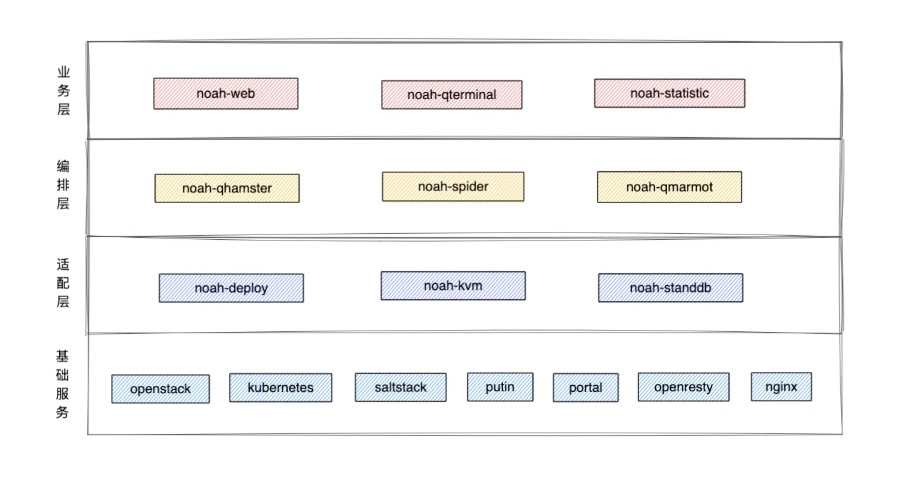 业务层
noah-web
noah-qterminal
noah-statistic
编排层
noah-qhamster
noah-spider
noah-qmarmot
适配层
noah-deploy
noah-kvm
noah-standdb
基础服务
openstack
kubernetes
saltstack
putin
portal
openresty
nginx